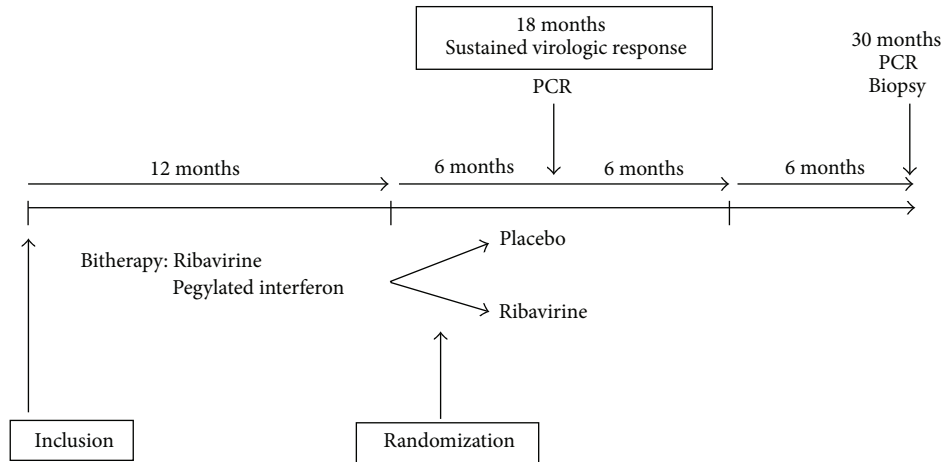 18 months
Sustained virologic response
PCR
30 months
PCR
Biopsy
12 months
6 months
6 months
6 months
Bitherapy: Ribavirine
Pegylated interferon
Placebo
Ribavirine
Inclusion
Randomization